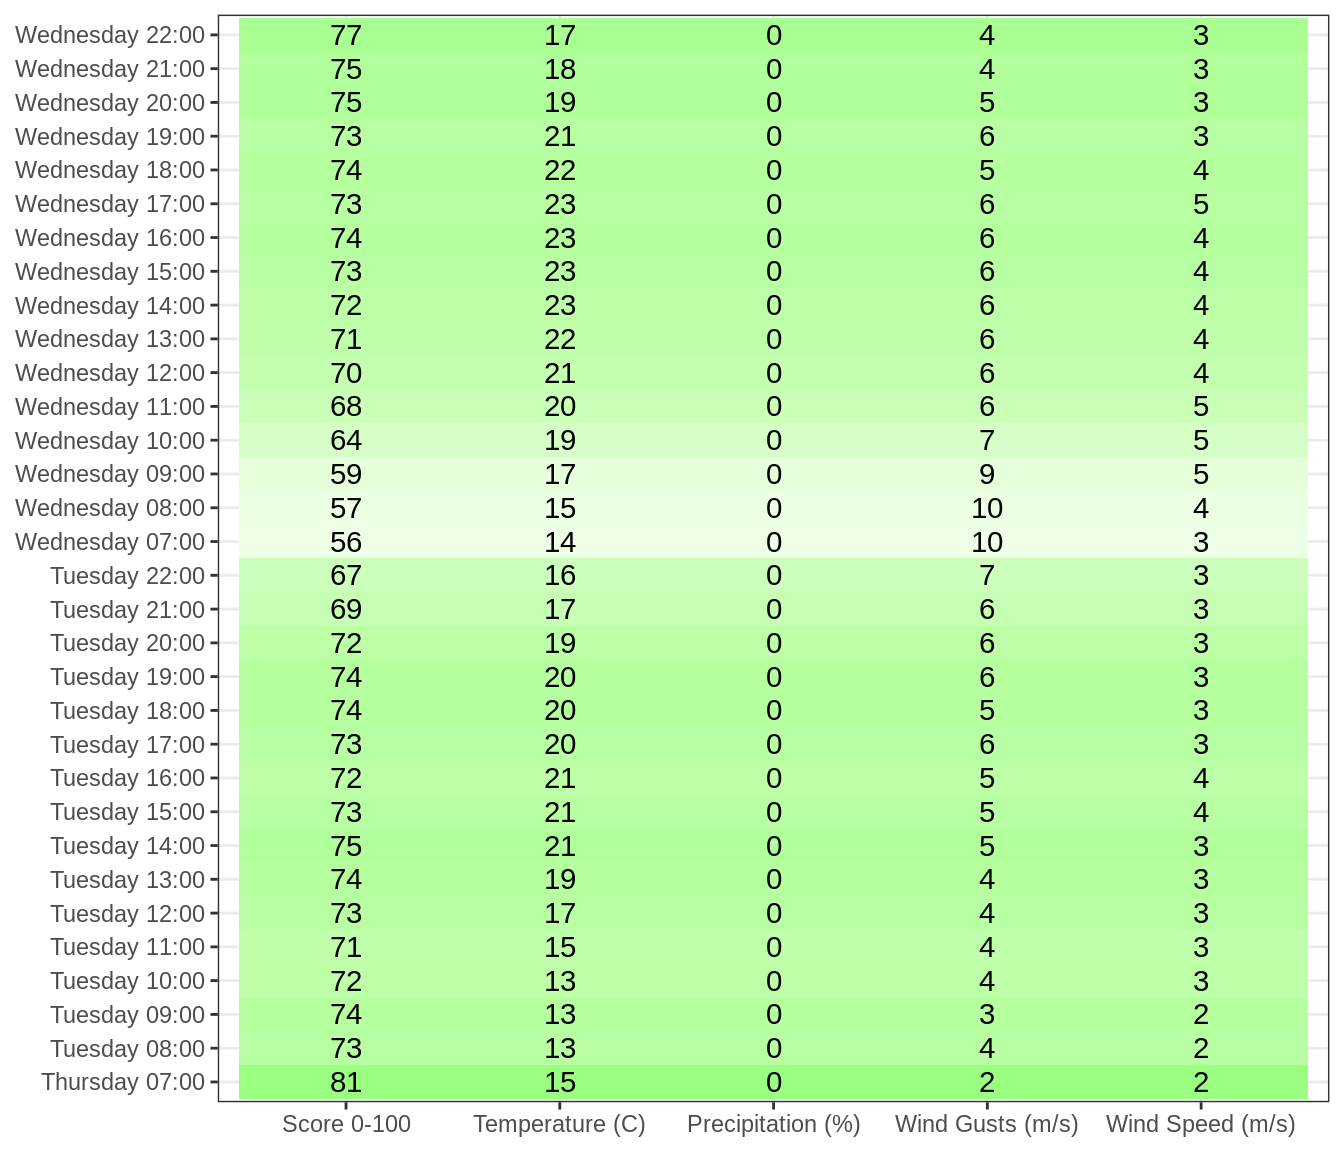 Wednesday 22:00 77 17 0 4 3
Wednesday 21:00 75 18 0 4 3
Wednesday 20:00 75 19 0 5 3
Wednesday 19:00 73 21 0 6 3
Wednesday 18:00 74 22 0 5 4
Wednesday 17:00 73 23 0 6 5
Wednesday 16:00 74 23 0 6 4
Wednesday 15:00 73 23 0 6 4
Wednesday 14:00 72 23 0 6 4
Wednesday 13:00 71 22 0 6 4
Wednesday 12:00 70 21 0 6 4
Wednesday 11:00 68 20 0 6 5
Wednesday 10:00 64 19 0 7 5
Wednesday 09:00 59 17 0 9 5
Wednesday 08:00 57 15 0 10 4
Wednesday 07:00 56 14 0 10 3
Tuesday 22:00 67 16 0 7 3
Tuesday 21:00 69 17 0 6 3
Tuesday 20:00 72 19 0 6 3
Tuesday 19:00 74 20 0 6 3
Tuesday 18:00 74 20 0 5 3
Tuesday 17:00 73 20 0 6 3
Tuesday 16:00 72 21 0 5 4
Tuesday 15:00 73 21 0 5 4
Tuesday 14:00 75 21 0 5 3
Tuesday 13:00 74 19 0 4 3
Tuesday 12:00 73 17 0 4 3
Tuesday 11:00 71 15 0 4 3
Tuesday 10:00 72 13 0 4 3
Tuesday 09:00 74 13 0 3 2
Tuesday 08:00 73 13 0 4 2
Thursday 07:00 81 15 0 2 2
Score 0-100 Temperature (C) Precipitation (%) Wind Gusts (m/s) Wind Speed (m/s)